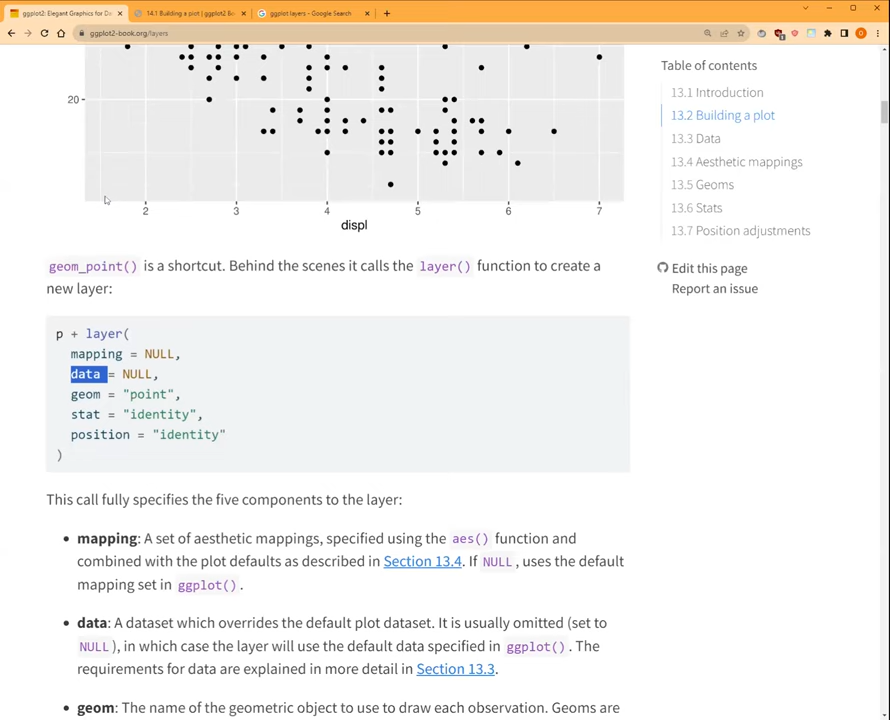 ggplot2: Elegant Graphics for Da
14.1 Building a plot | ggplot2 Bo
ggplot layers - Google Search
ggplot2-book.org/layers
20
2 3 4 5 6 7
displ
Table of contents
13.1 Introduction
13.2 Building a plot
13.3 Data
13.4 Aesthetic mappings
13.5 Geoms
13.6 Stats
13.7 Position adjustments
Edit this page
Report an issue
geom_point() is a shortcut. Behind the scenes it calls the layer() function to create a
new layer:
p + layer(
mapping = NULL,
data = NULL,
geom = "point",
stat = "identity",
position = "identity"
)
This call fully specifies the five components to the layer:
• mapping: A set of aesthetic mappings, specified using the aes() function and
combined with the plot defaults as described in Section 13.4. If NULL, uses the default
mapping set in ggplot().
• data: A dataset which overrides the default plot dataset. It is usually omitted (set to
NULL), in which case the layer will use the default data specified in ggplot(). The
requirements for data are explained in more detail in Section 13.3.
• geom: The name of the geometric object to use to draw each observation. Geoms are